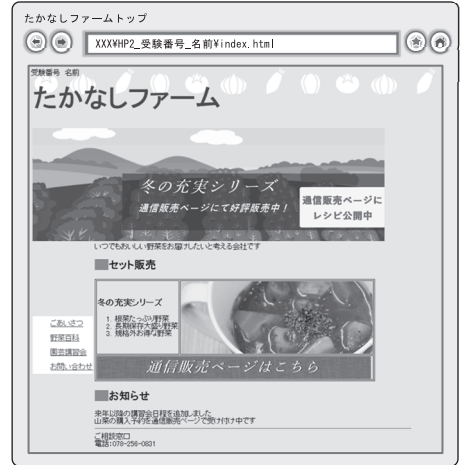 たかなしファームトップ
XXX¥HP2_受験番号_名前¥index.html
受験番号 名前
たかなしファーム
冬の充実シリーズ
通信販売ページにて好評販売中！
通信販売ページに
レシピ公開中
いつでもおいしい野菜をお届けしたいと考える会社です
セット販売
冬の充実シリーズ
1. 根菜たっぷり野菜
2. 長期保存大盛り野菜
3. 規格外お得な野菜
通信販売ページはこちら
ごあいさつ
野菜百科
園芸講習会
お問い合わせ
お知らせ
来年以降の講習会日程を追加しました
山菜の購入予約を通信販売ページで受け付け中です
ご相談窓口
電話:078-256-0831